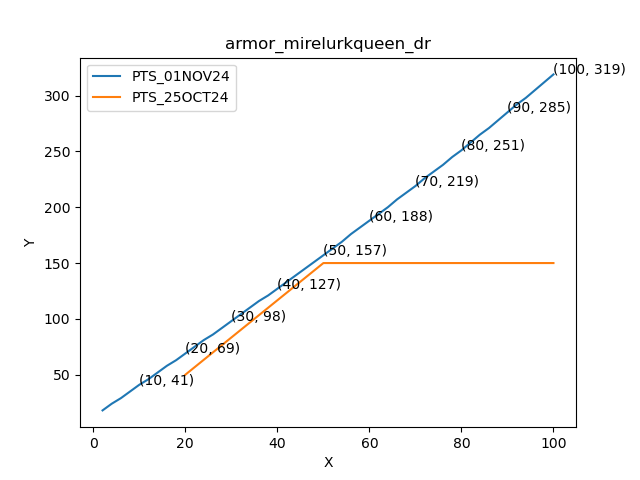 armor_mirelurkqueen_dr
PTS_01NOV24
PTS_25OCT24
(100, 319)
(90, 285)
(80, 251)
(70, 219)
(60, 188)
(50, 157)
(40, 127)
(30, 98)
(20, 69)
(10, 41)
300
250
200
150
100
50
Y
0 20 40 60 80 100
X